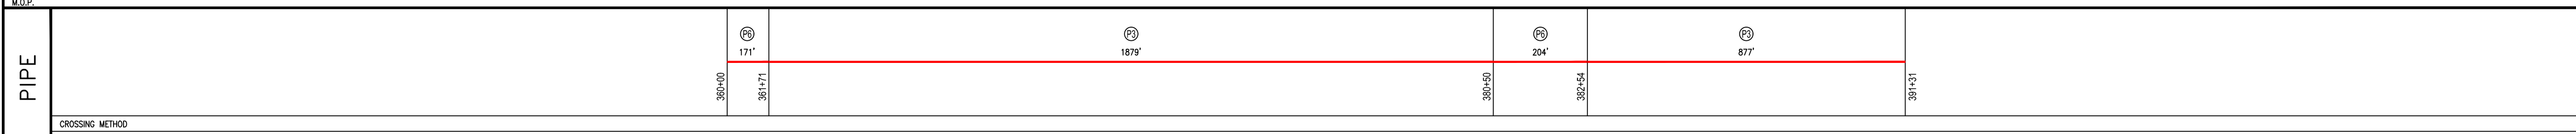 M.O.P.
PIPE
P6
171'
P3
1879'
P6
204'
P3
877'
360+00
361+71
380+50
382+54
391+31
CROSSING METHOD